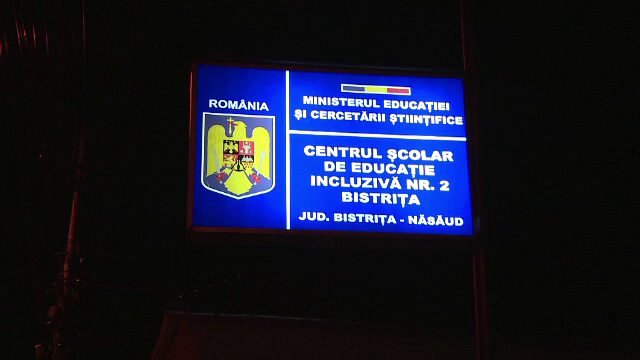 ROMÂNIA
MINISTERUL EDUCAȚIEI
ȘI CERCETĂRII ȘTIINȚIFICE
CENTRUL ȘCOLAR
DE EDUCAȚIE
INCLUZIVĂ NR. 2
BISTRIȚA
JUD. BISTRIȚA - NĂSĂUD